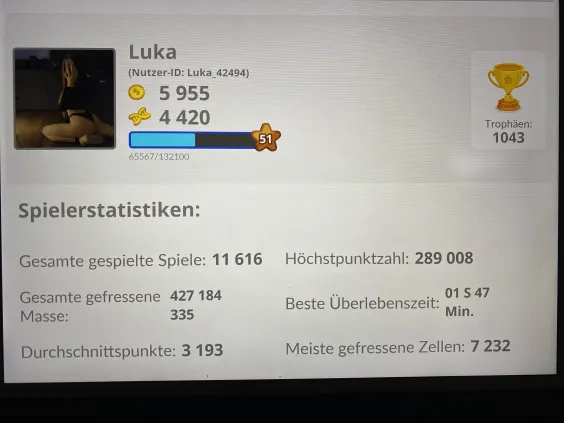 Luka
(Nutzer-ID: Luka_42494)
5 955
4 420
51
65567/132100
Trophäen:
1043
Spielerstatistiken:
Gesamte gespielte Spiele: 11 616
Höchstpunktzahl: 289 008
Gesamte gefressene 427 184
Masse: 335
Beste Überlebenszeit: 01 S 47
Min.
Durchschnittspunkte: 3 193
Meiste gefressene Zellen: 7 232